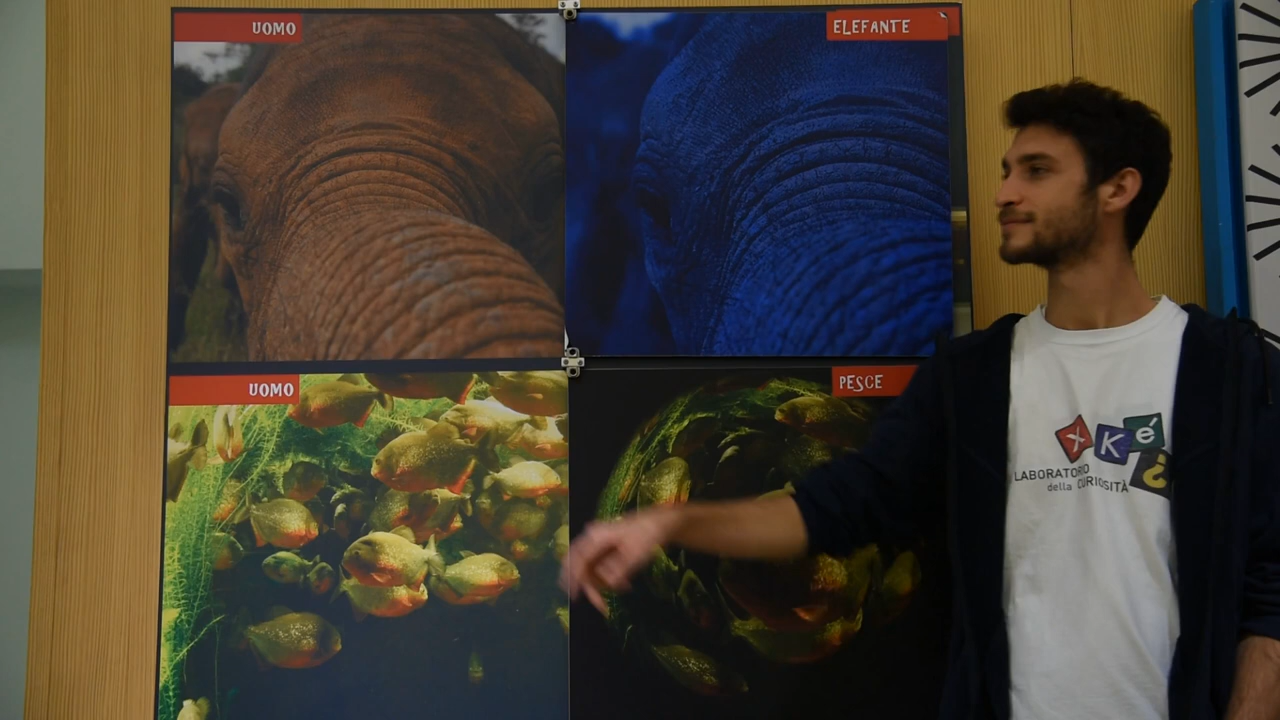 UOMO
ELEFANTE
UOMO
PESCE
xKé?
LABORATORIO
della CURIOSITÀ